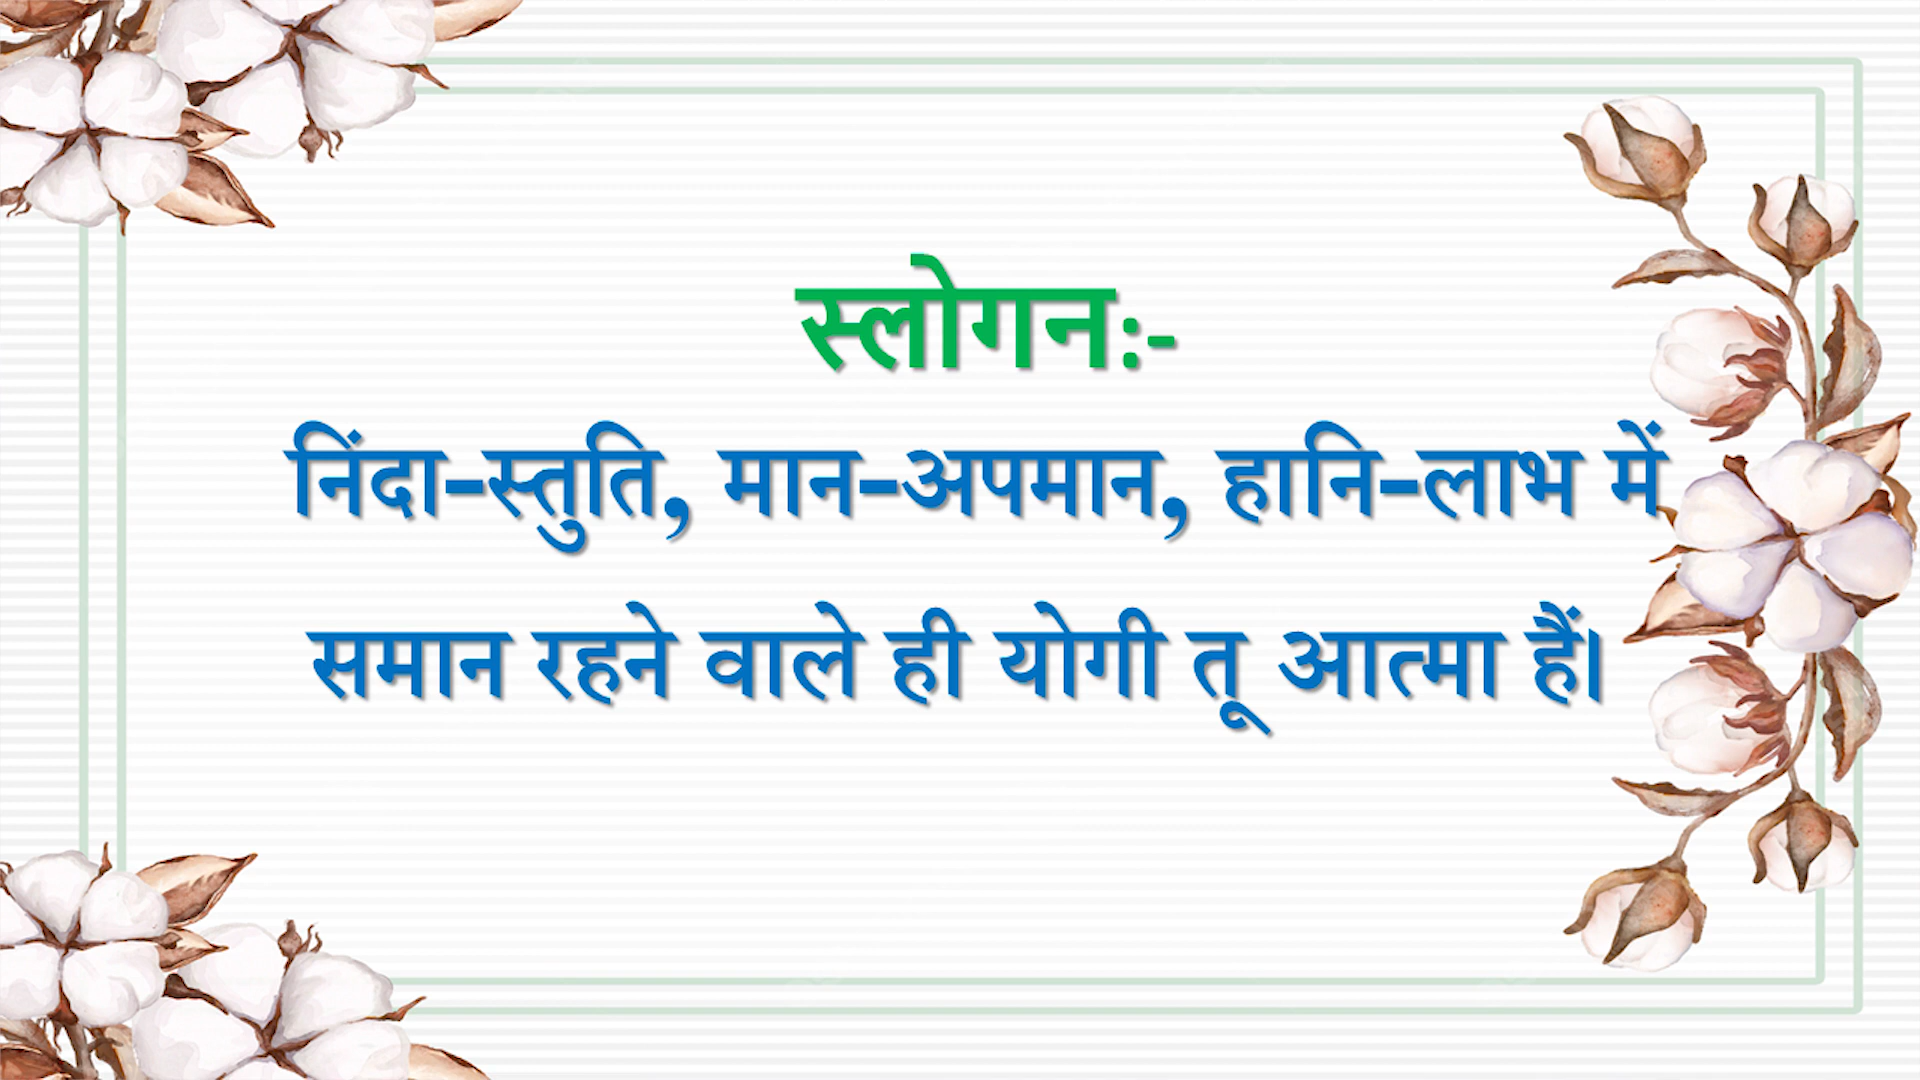 स्लोगन:-
निंदा-स्तुति, मान-अपमान, हानि-लाभ में
समान रहने वाले ही योगी तू आत्मा हैं।